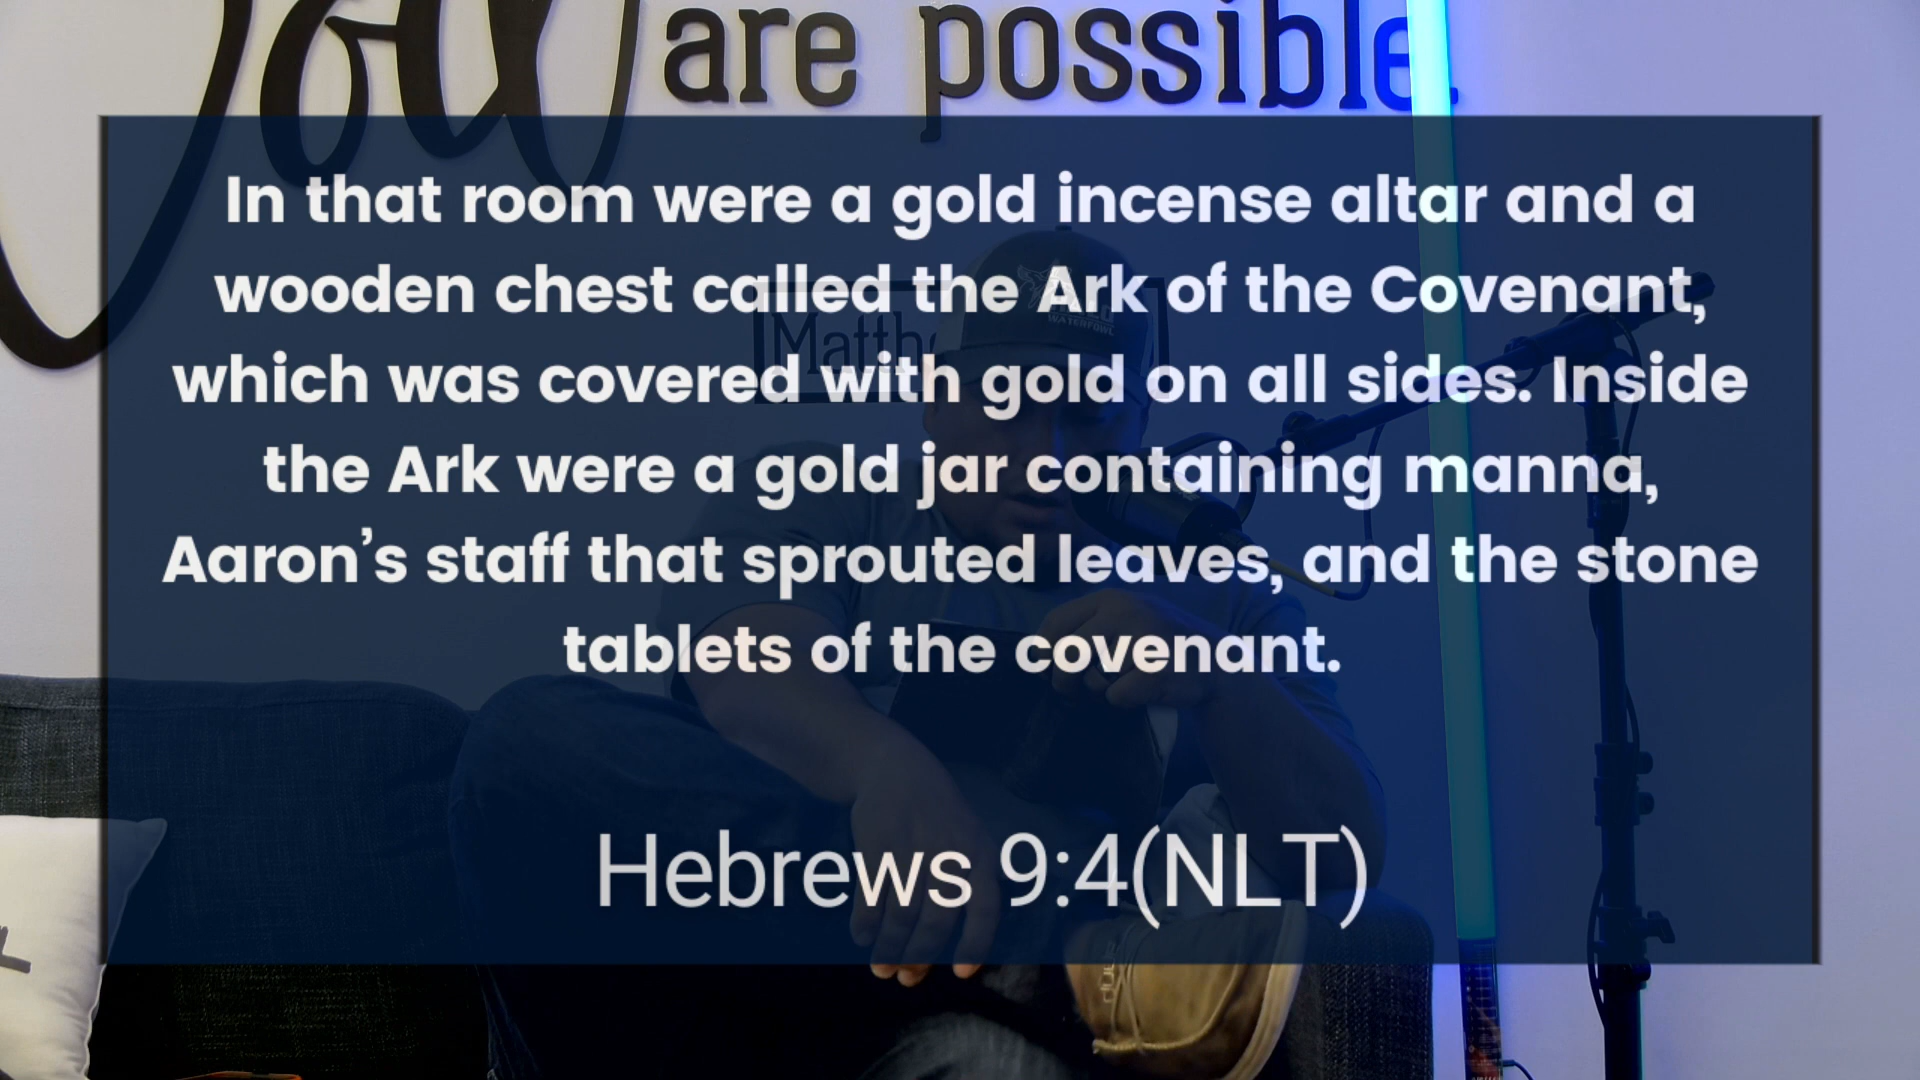 are possible.
In that room were a gold incense altar and a
wooden chest called the Ark of the Covenant,
which was covered with gold on all sides. Inside
the Ark were a gold jar containing manna,
Aaron’s staff that sprouted leaves, and the stone
tablets of the covenant.
Hebrews 9:4(NLT)
WATERFOWL